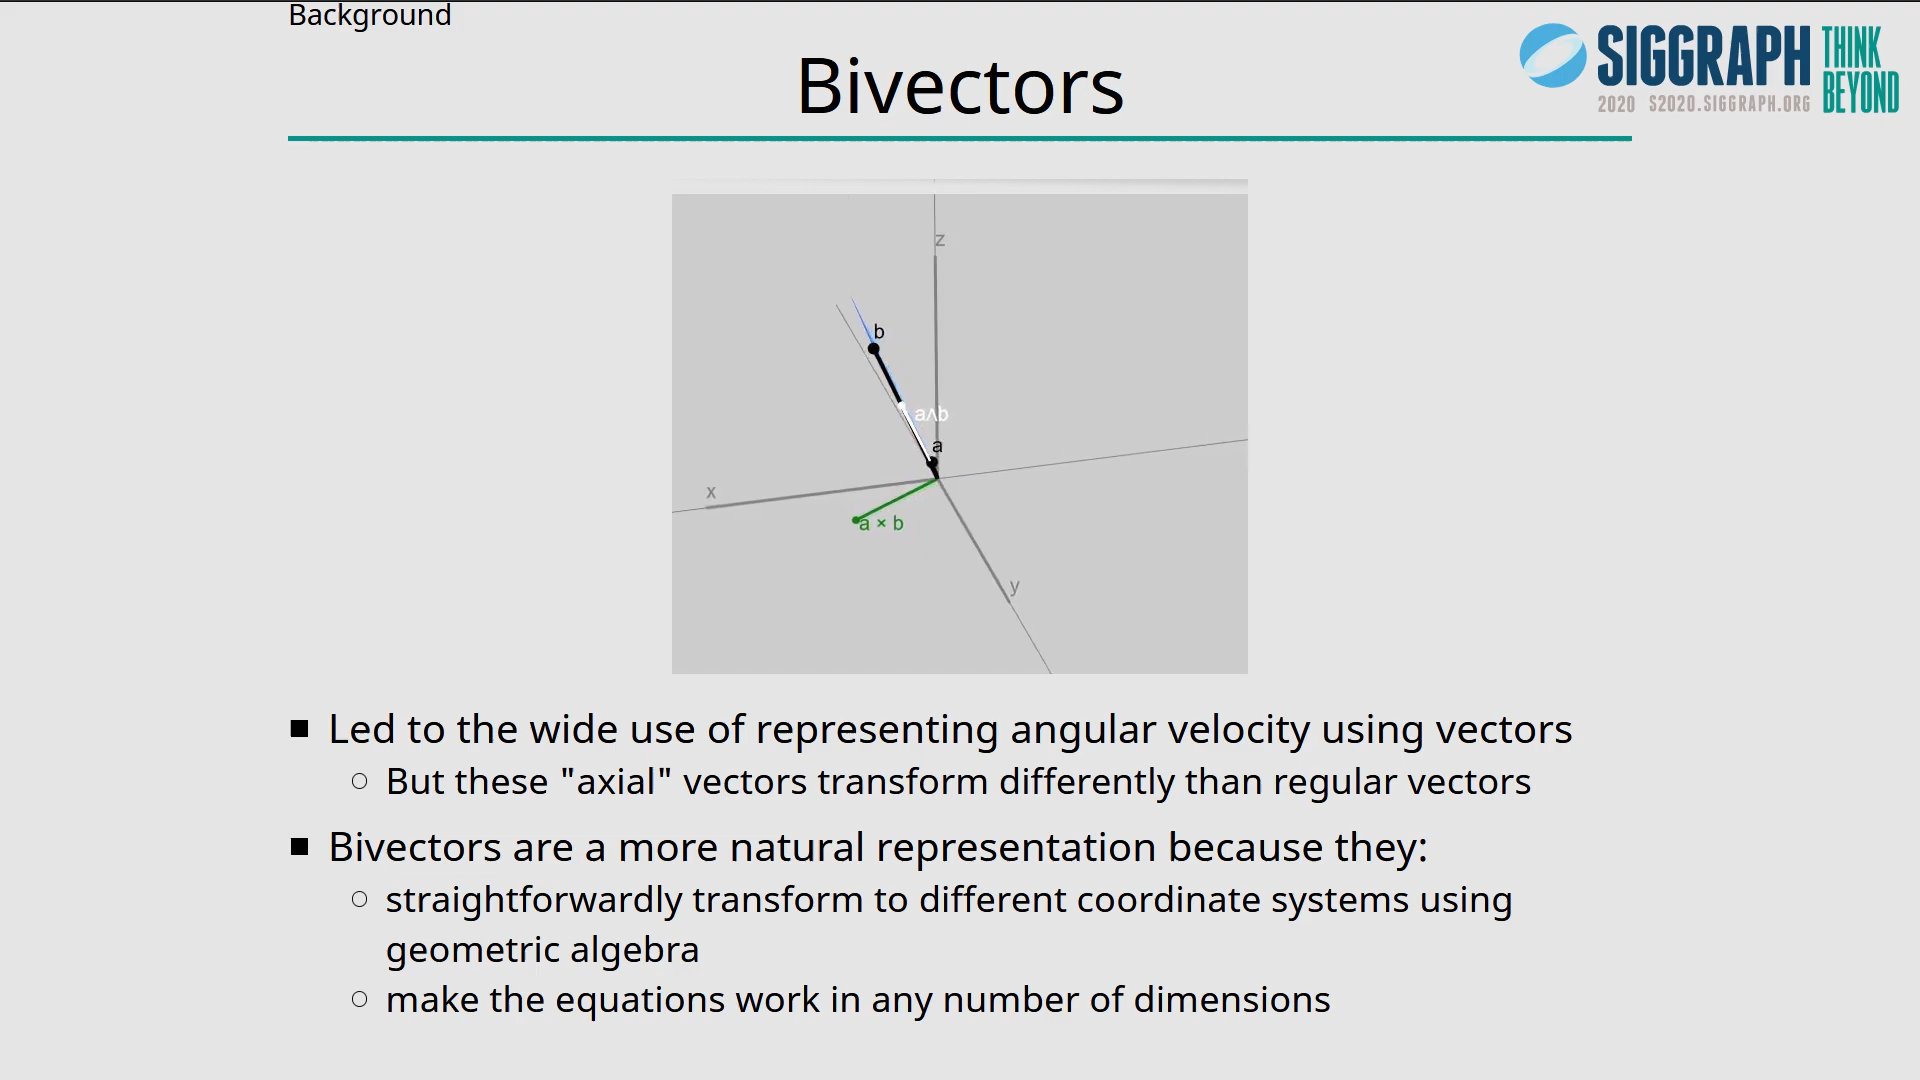 Background
Bivectors
SIGGRAPH
THINK
BEYOND
2020 S2020.SIGGRAPH.ORG
z
b
a∧b
a
x
a × b
y
■ Led to the wide use of representing angular velocity using vectors
○ But these "axial" vectors transform differently than regular vectors
■ Bivectors are a more natural representation because they:
○ straightforwardly transform to different coordinate systems using
geometric algebra
○ make the equations work in any number of dimensions